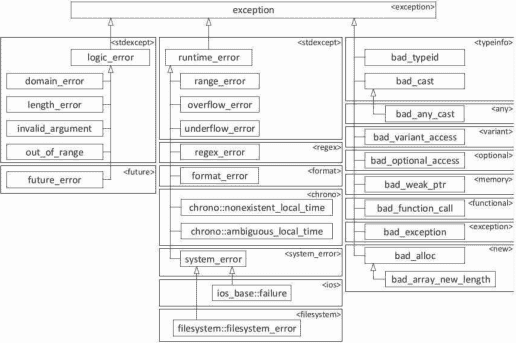 exception <exception>
<stdexcept>
logic_error
domain_error
length_error
invalid_argument
out_of_range
future_error
<future>
<stdexcept>
runtime_error
range_error
overflow_error
underflow_error
<regex>
regex_error
<format>
format_error
<chrono>
chrono::nonexistent_local_time
chrono::ambiguous_local_time
<system_error>
system_error
<ios>
ios_base::failure
<filesystem>
filesystem::filesystem_error
<typeinfo>
bad_typeid
bad_cast
<any>
bad_any_cast
<variant>
bad_variant_access
<optional>
bad_optional_access
<memory>
bad_weak_ptr
<functional>
bad_function_call
<exception>
bad_exception
<new>
bad_alloc
bad_array_new_length